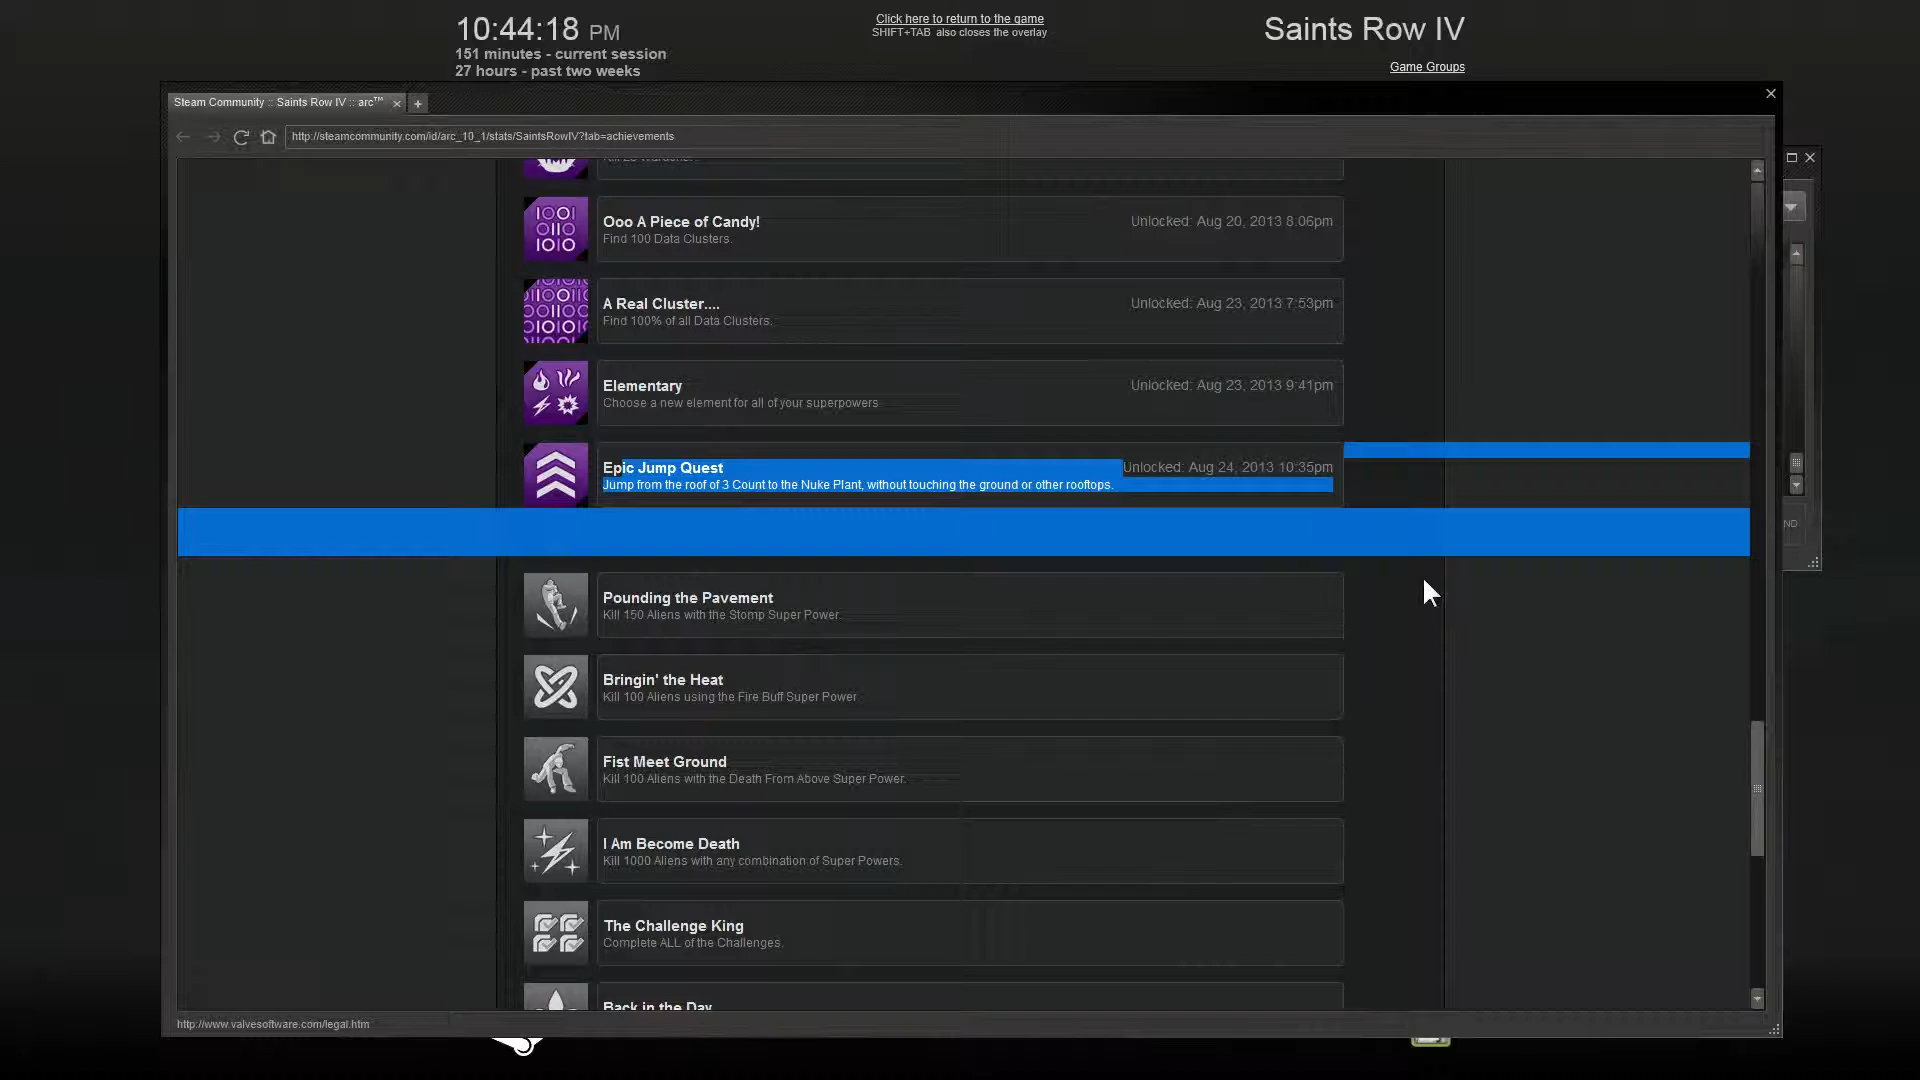 10:44:18 PM
151 minutes - current session
27 hours - past two weeks
Click here to return to the game
SHIFT+TAB also closes the overlay
Saints Row IV
Game Groups
Steam Community :: Saints Row IV :: arc™
http://steamcommunity.com/id/arc_10_1/stats/SaintsRowIV?tab=achievements
Ooo A Piece of Candy!
Unlocked: Aug 20, 2013 8:06pm
Find 100 Data Clusters.
A Real Cluster....
Unlocked: Aug 23, 2013 7:53pm
Find 100% of all Data Clusters.
Elementary
Unlocked: Aug 23, 2013 9:41pm
Choose a new element for all of your superpowers
Epic Jump Quest
Unlocked: Aug 24, 2013 10:35pm
Jump from the roof of 3 Count to the Nuke Plant, without touching the ground or other rooftops.
Pounding the Pavement
Kill 150 Aliens with the Stomp Super Power.
Bringin' the Heat
Kill 100 Aliens using the Fire Buff Super Power.
Fist Meet Ground
Kill 100 Aliens with the Death From Above Super Power.
I Am Become Death
Kill 1000 Aliens with any combination of Super Powers.
The Challenge King
Complete ALL of the Challenges.
Back in the Day
http://www.valvesoftware.com/legal.htm